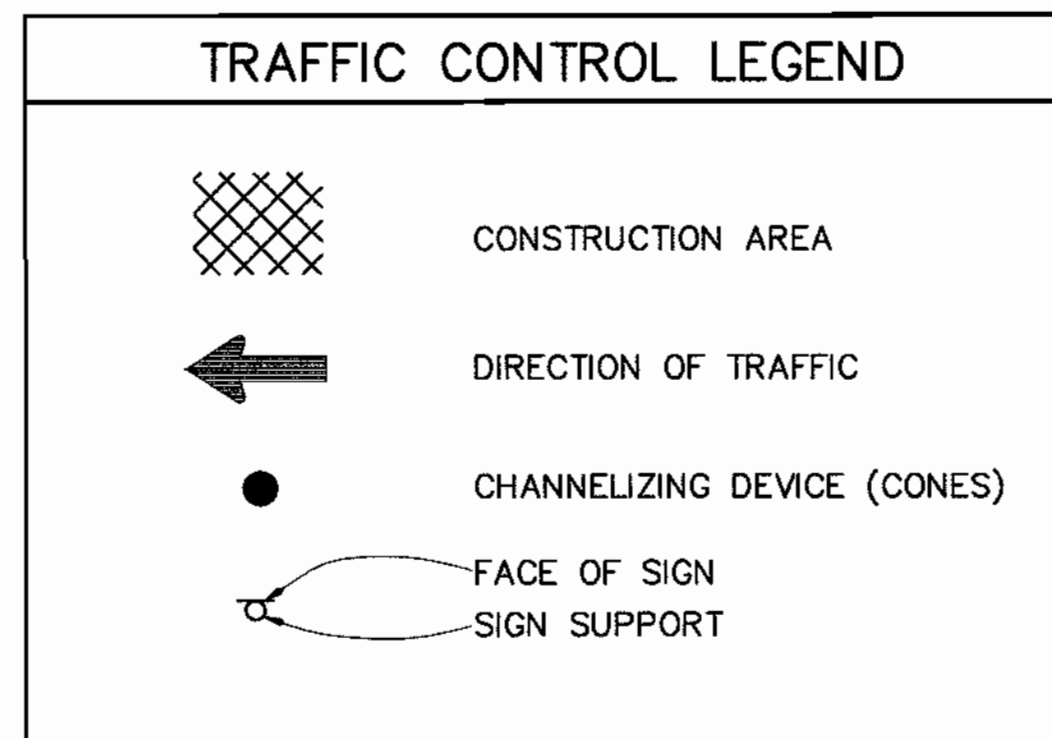 TRAFFIC CONTROL LEGEND
CONSTRUCTION AREA
DIRECTION OF TRAFFIC
CHANNELIZING DEVICE (CONES)
FACE OF SIGN
SIGN SUPPORT